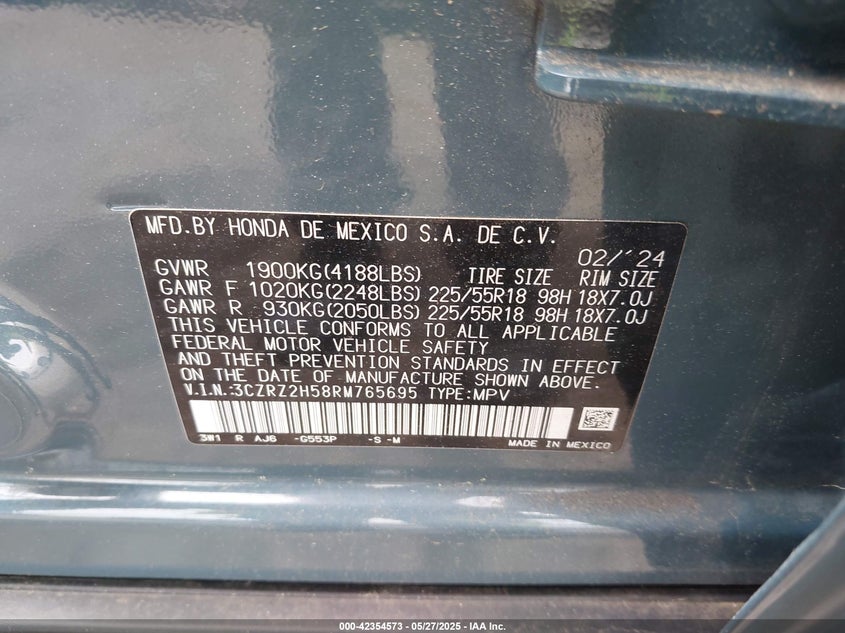 MFD.BY HONDA DE MEXICO S.A. DE C.V.
02/'24
GVWR 1900KG(4188LBS) TIRE SIZE RIM SIZE
GAWR F 1020KG(2248LBS) 225/55R18 98H 18X7.0J
GAWR R 930KG(2050LBS) 225/55R18 98H 18X7.0J
THIS VEHICLE CONFORMS TO ALL APPLICABLE
FEDERAL MOTOR VEHICLE SAFETY
AND THEFT PREVENTION STANDARDS IN EFFECT
ON THE DATE OF MANUFACTURE SHOWN ABOVE.
V.I.N.:3CZRZ2H58RM765695 TYPE:MPV
3W1 R AJ6 -G553P -S -M MADE IN MEXICO
000-42354573 — 05/27/2025 — IAA Inc.